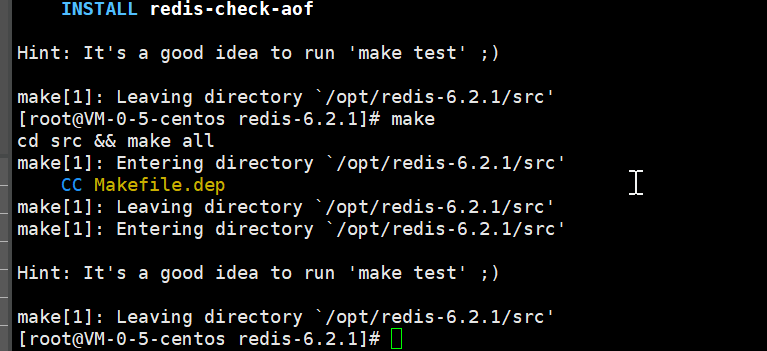 INSTALL redis-check-aof
Hint: It's a good idea to run 'make test' ;)
make[1]: Leaving directory `/opt/redis-6.2.1/src'
[root@VM-0-5-centos redis-6.2.1]# make
cd src && make all
make[1]: Entering directory `/opt/redis-6.2.1/src'
CC Makefile.dep
make[1]: Leaving directory `/opt/redis-6.2.1/src'
make[1]: Entering directory `/opt/redis-6.2.1/src'
Hint: It's a good idea to run 'make test' ;)
make[1]: Leaving directory `/opt/redis-6.2.1/src'
[root@VM-0-5-centos redis-6.2.1]#